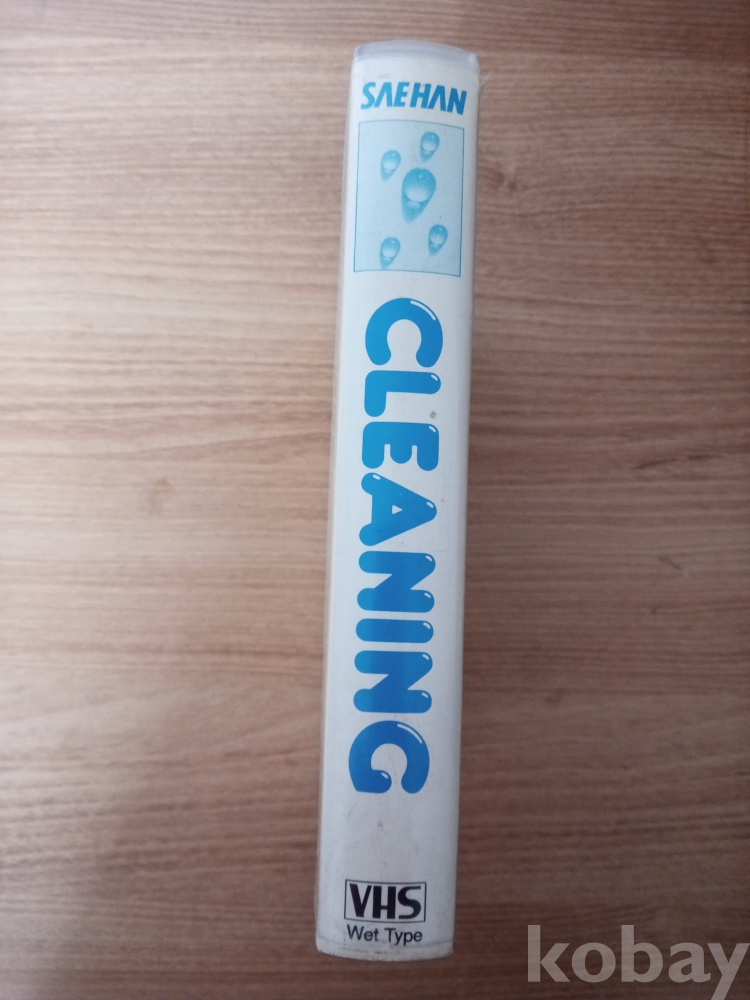 SAEHAN
CLEANING
VHS
Wet Type
kobay